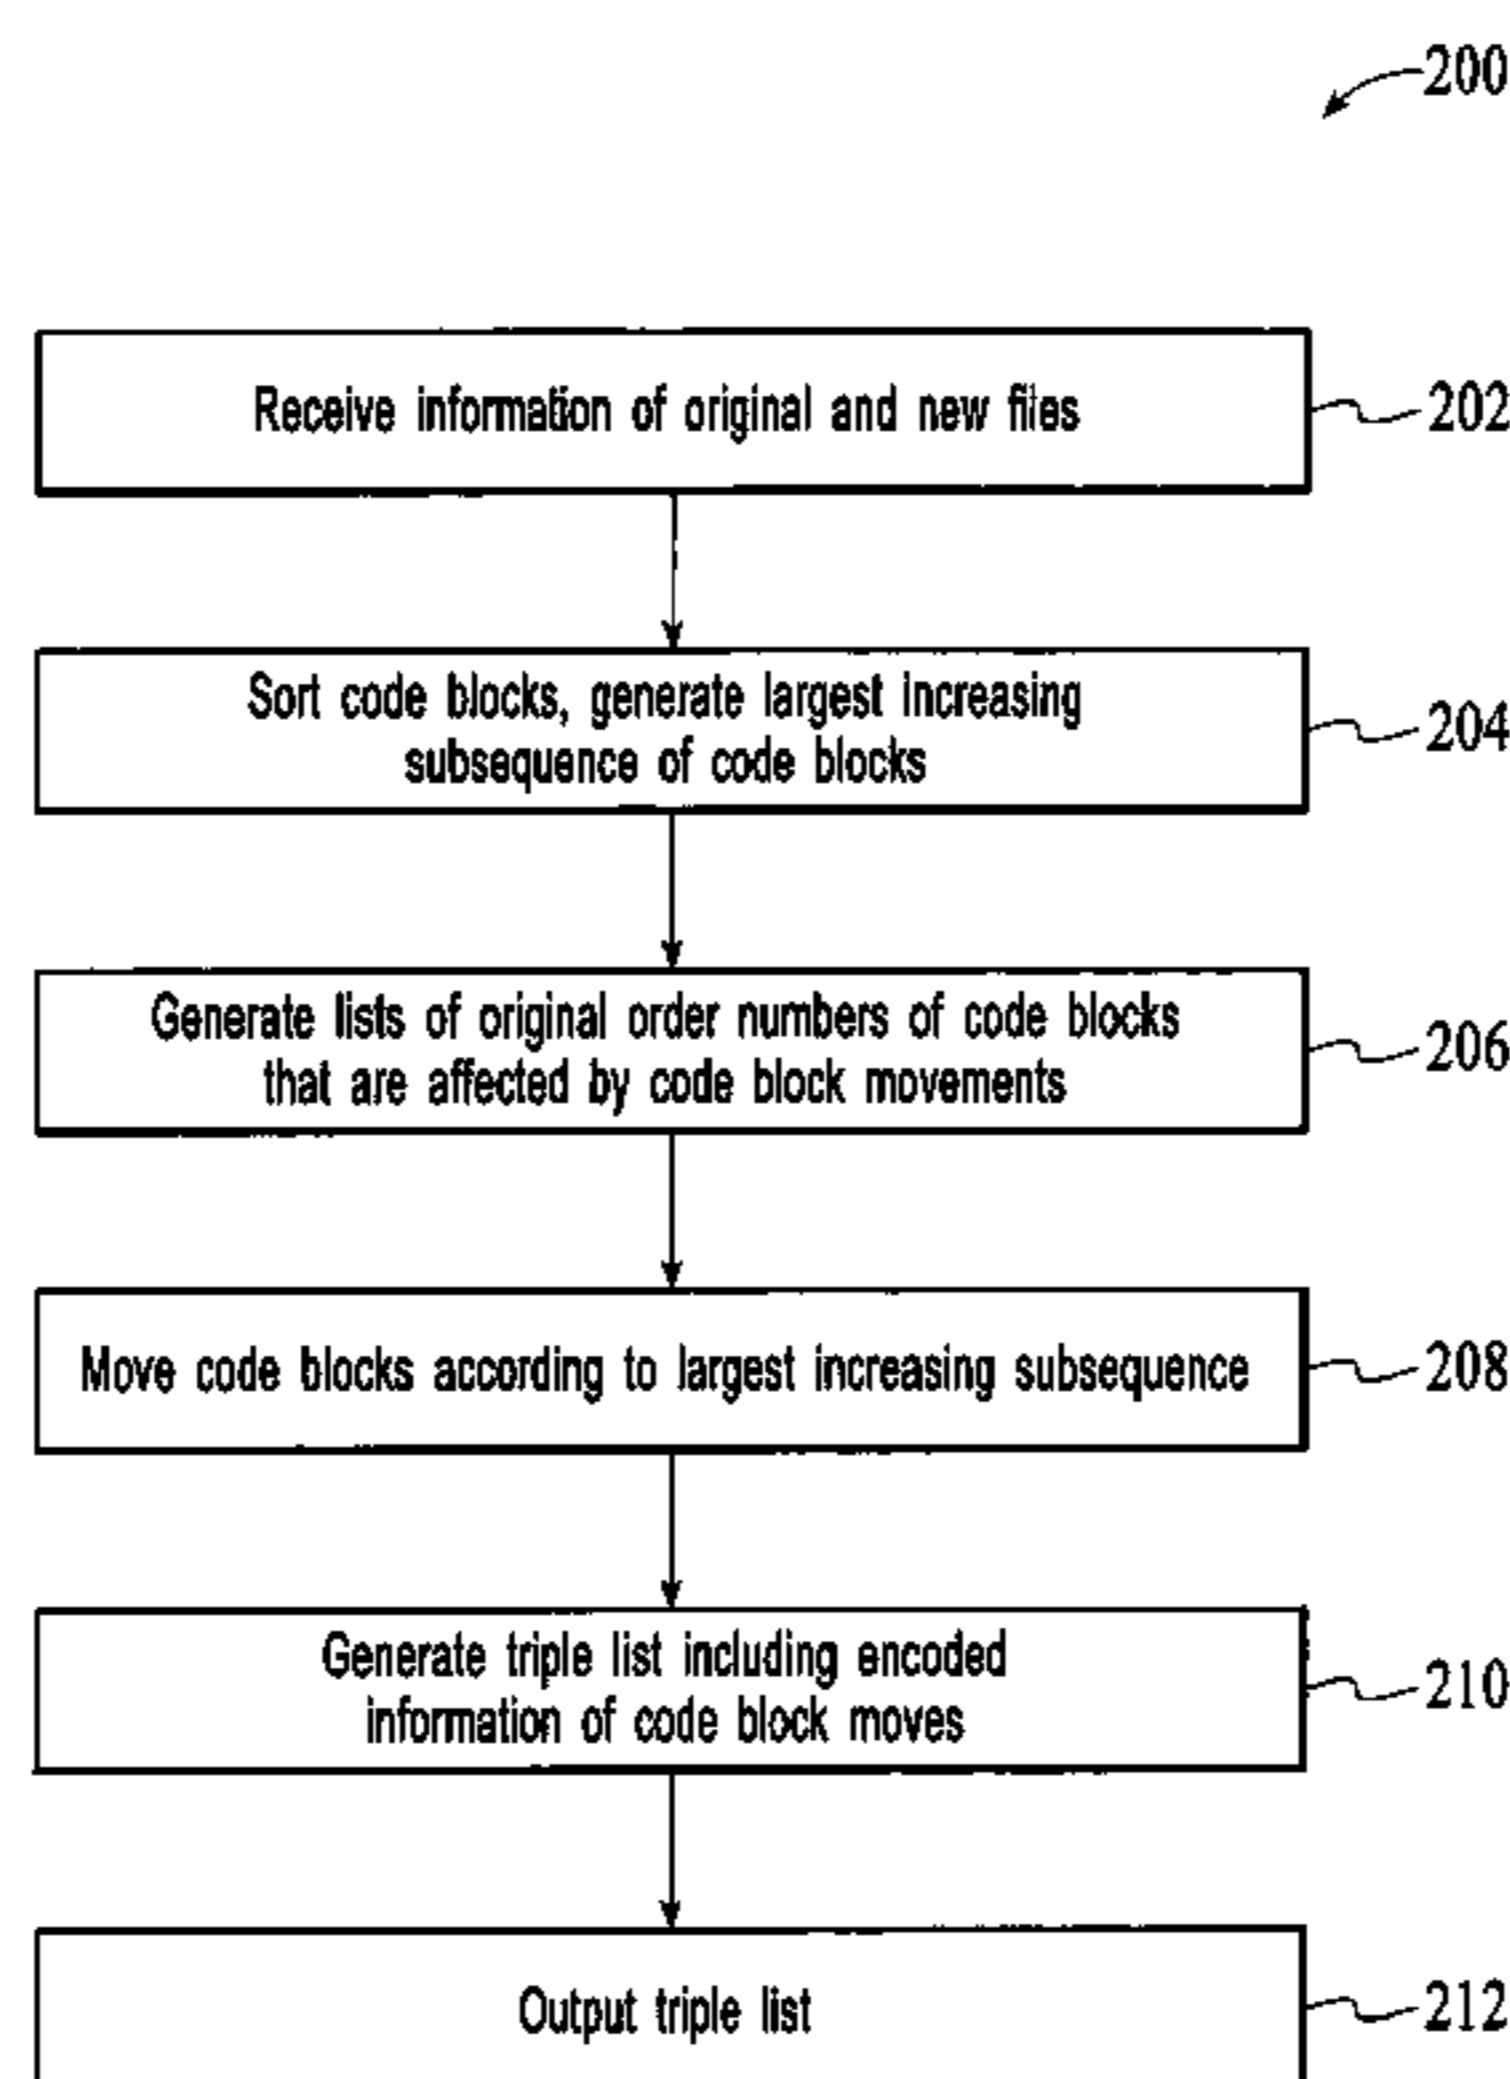 200
Receive information of original and new files
202
Sort code blocks, generate largest increasing
subsequence of code blocks
204
Generate lists of original order numbers of code blocks
that are affected by code block movements
206
Move code blocks according to largest increasing subsequence
208
Generate triple list including encoded
information of code block moves
210
Output triple list
212